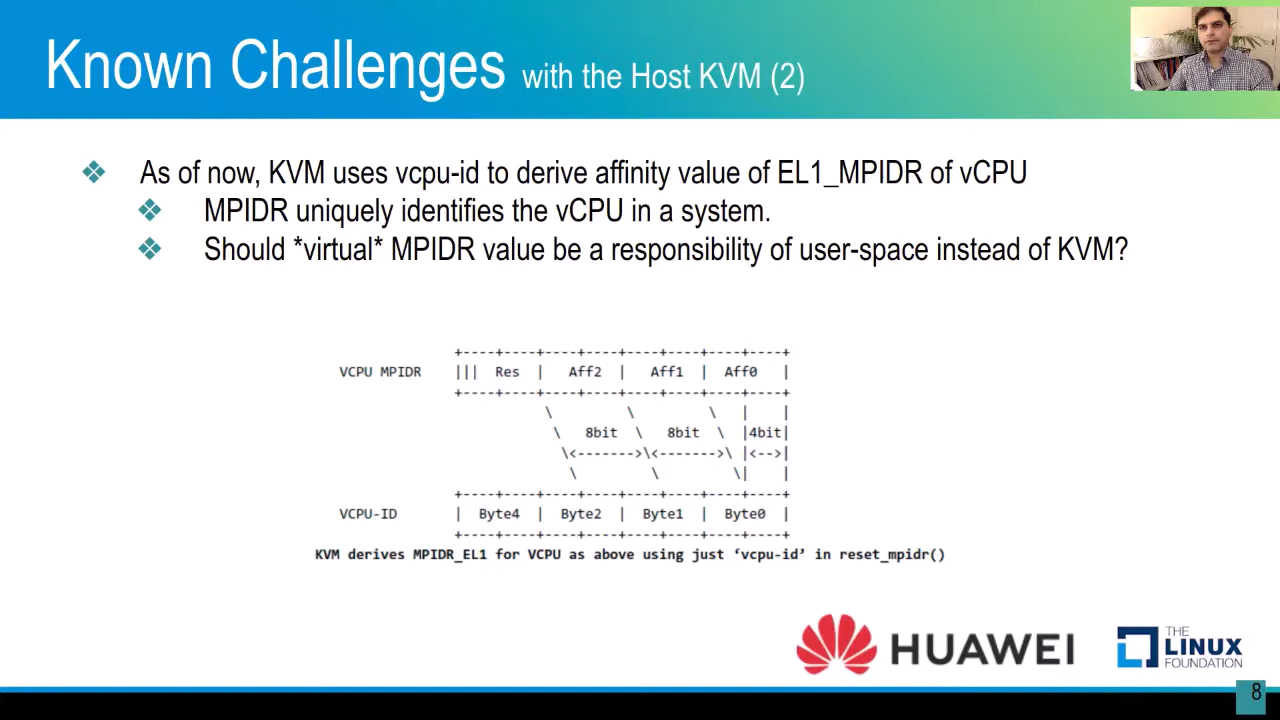 Known Challenges with the Host KVM (2)
❖ As of now, KVM uses vcpu-id to derive affinity value of EL1_MPIDR of vCPU
❖ MPIDR uniquely identifies the vCPU in a system.
❖ Should *virtual* MPIDR value be a responsibility of user-space instead of KVM?
+----+----+----+----+----+----+----+----+
VCPU MPIDR ||| Res | Aff2 | Aff1 | Aff0 |
+----+----+----+----+----+----+----+----+
\ \ \ | |
\ 8bit \ 8bit \ |4bit|
\<------->\<------->\ |<-->|
\ \ \| |
+----+----+----+----+----+----+----+----+
VCPU-ID | Byte4 | Byte2 | Byte1 | Byte0 |
+----+----+----+----+----+----+----+----+
KVM derives MPIDR_EL1 for VCPU as above using just ‘vcpu-id’ in reset_mpidr()
HUAWEI
THE
LINUX
FOUNDATION
8